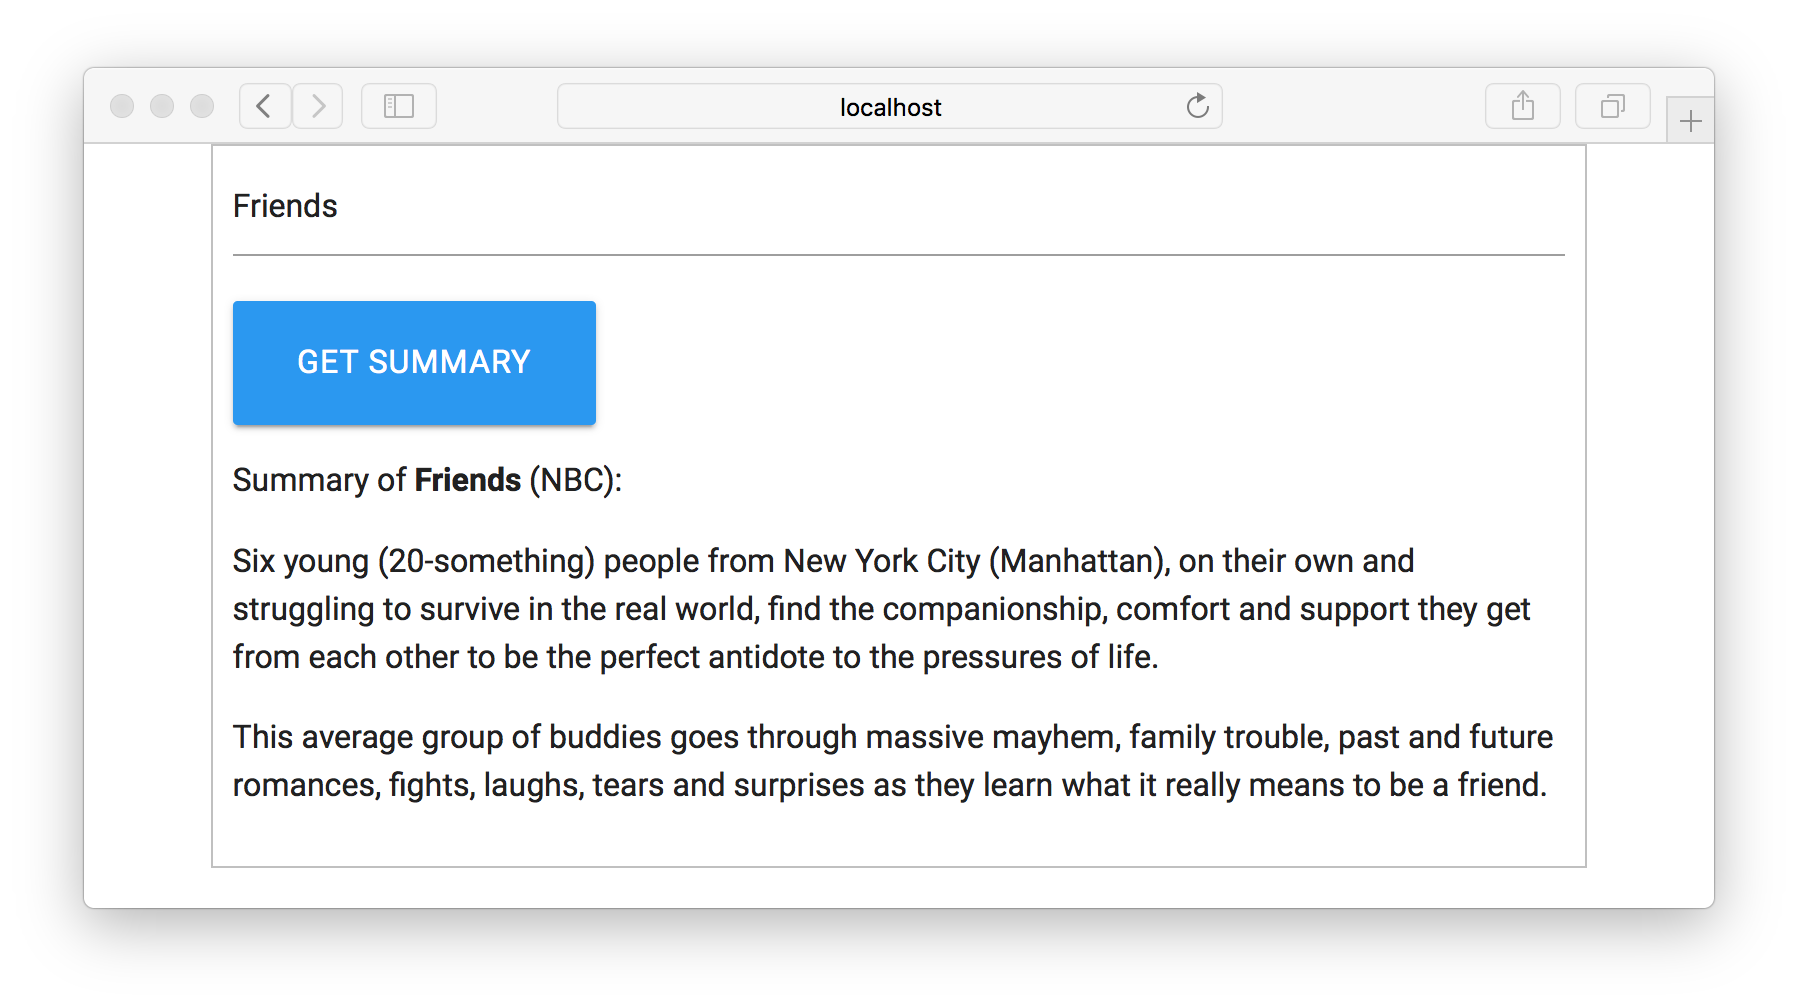 localhost
Friends
GET SUMMARY
Summary of Friends (NBC):
Six young (20-something) people from New York City (Manhattan), on their own and
struggling to survive in the real world, find the companionship, comfort and support they get
from each other to be the perfect antidote to the pressures of life.
This average group of buddies goes through massive mayhem, family trouble, past and future
romances, fights, laughs, tears and surprises as they learn what it really means to be a friend.